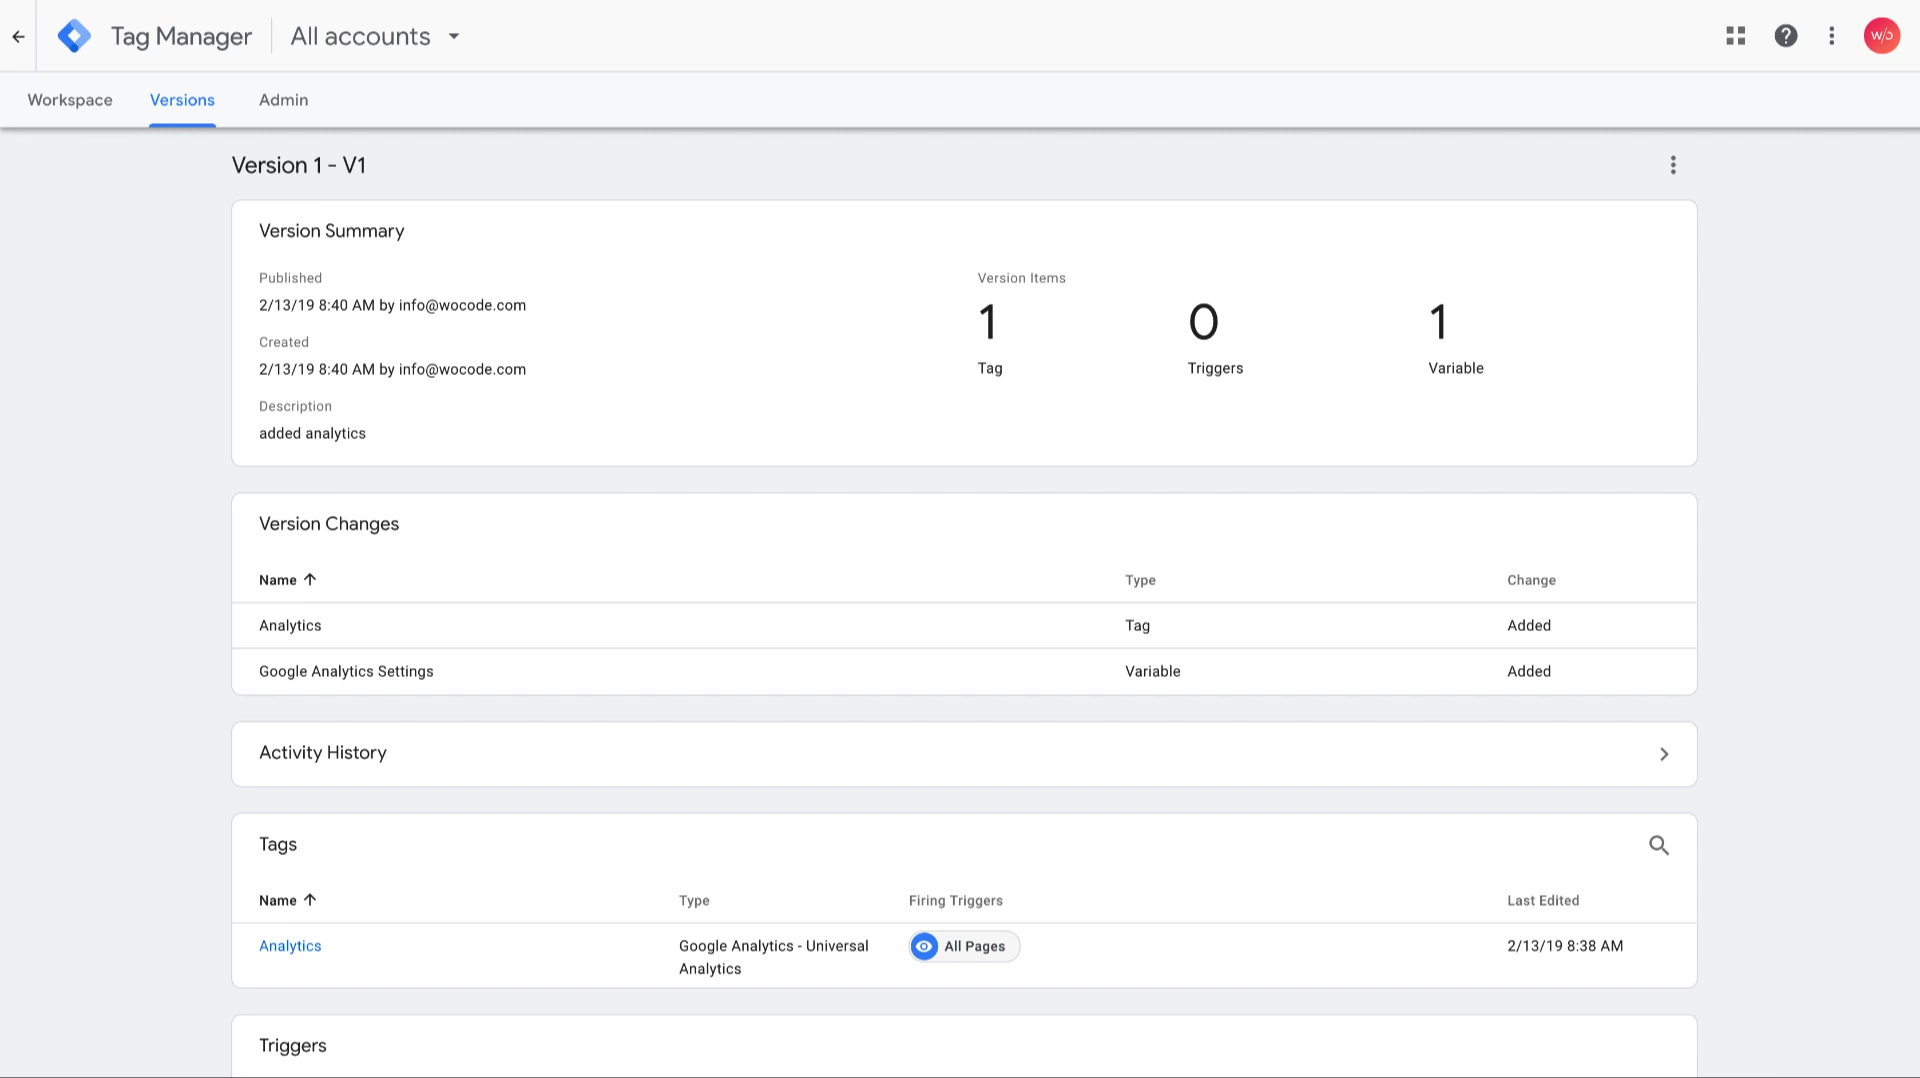 Tag Manager
All accounts
w/ɔ
Workspace
Versions
Admin
Version 1 - V1
Version Summary
Published
2/13/19 8:40 AM by info@wocode.com
Created
2/13/19 8:40 AM by info@wocode.com
Description
added analytics
Version Items
1
Tag
0
Triggers
1
Variable
Version Changes
Name Type Change
Analytics Tag Added
Google Analytics Settings Variable Added
Activity History
Tags
Name Type Firing Triggers Last Edited
Analytics Google Analytics - Universal All Pages 2/13/19 8:38 AM
Analytics
Triggers